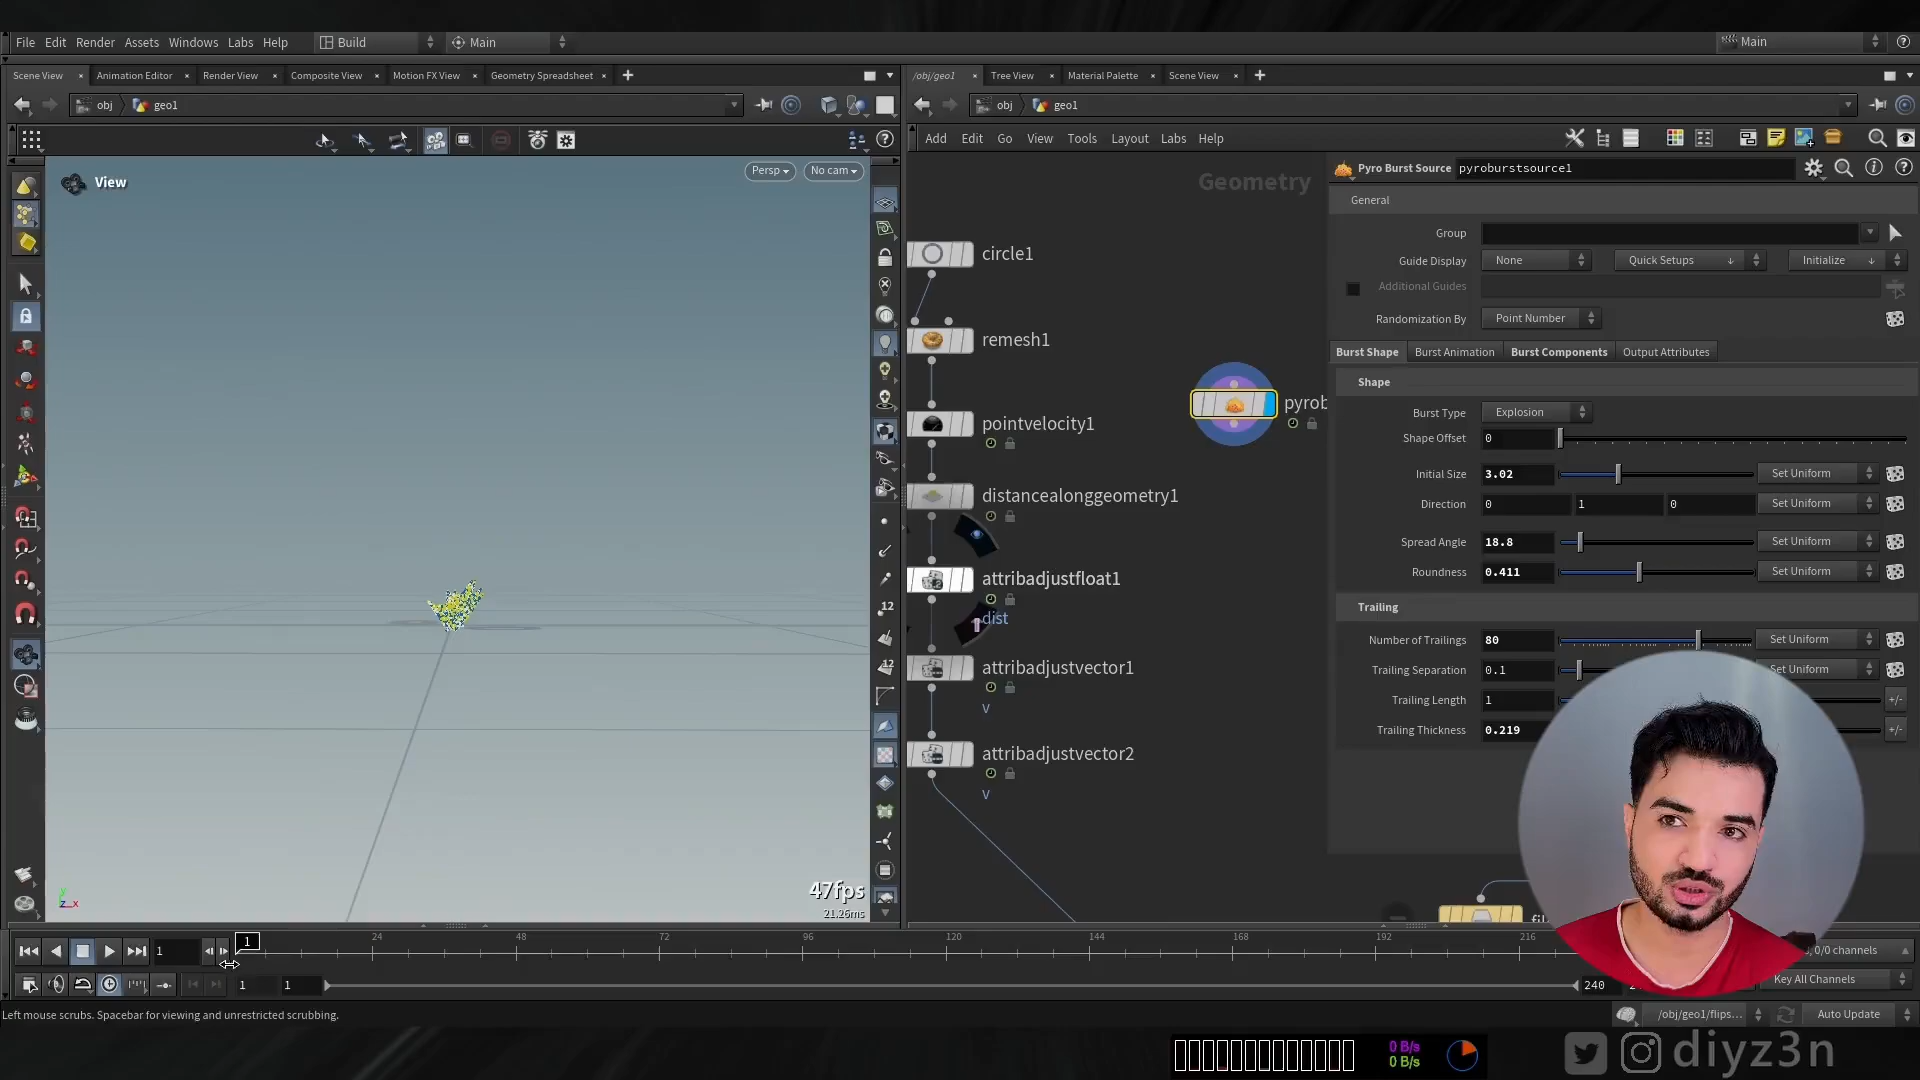 File Edit Render Assets Windows Labs Help Build Main Main
Scene View × Animation Editor × Render View × Composite View × Motion FX View × Geometry Spreadsheet × +
/obj/geo1 × Tree View × Material Palette × Scene View × +
obj geo1
obj geo1
Add Edit Go View Tools Layout Labs Help
View
Persp No cam
12
12
47fps
21.26ms
Geometry
circle1
remesh1
pointvelocity1
distancealonggeometry1
attribadjustfloat1
dist
attribadjustvector1
v
attribadjustvector2
v
pyrob
Pyro Burst Source pyroburstsource1
General
Group
Guide Display None Quick Setups Initialize
Additional Guides
Randomization By Point Number
Burst Shape Burst Animation Burst Components Output Attributes
Shape
Burst Type Explosion
Shape Offset 0
Initial Size 3.02 Set Uniform
Direction 0 1 0 Set Uniform
Spread Angle 18.8 Set Uniform
Roundness 0.411 Set Uniform
Trailing
Number of Trailings 80 Set Uniform
Trailing Separation 0.1 Set Uniform
Trailing Length 1 +/-
Trailing Thickness 0.219 +/-
1 1 24 48 72 96 120 144 168 192 216
0/0 channels
1 1 240
Key All Channels
Left mouse scrubs. Spacebar for viewing and unrestricted scrubbing.
/obj/geo1/flips... Auto Update
0 B/s
0 B/s
diyz3n